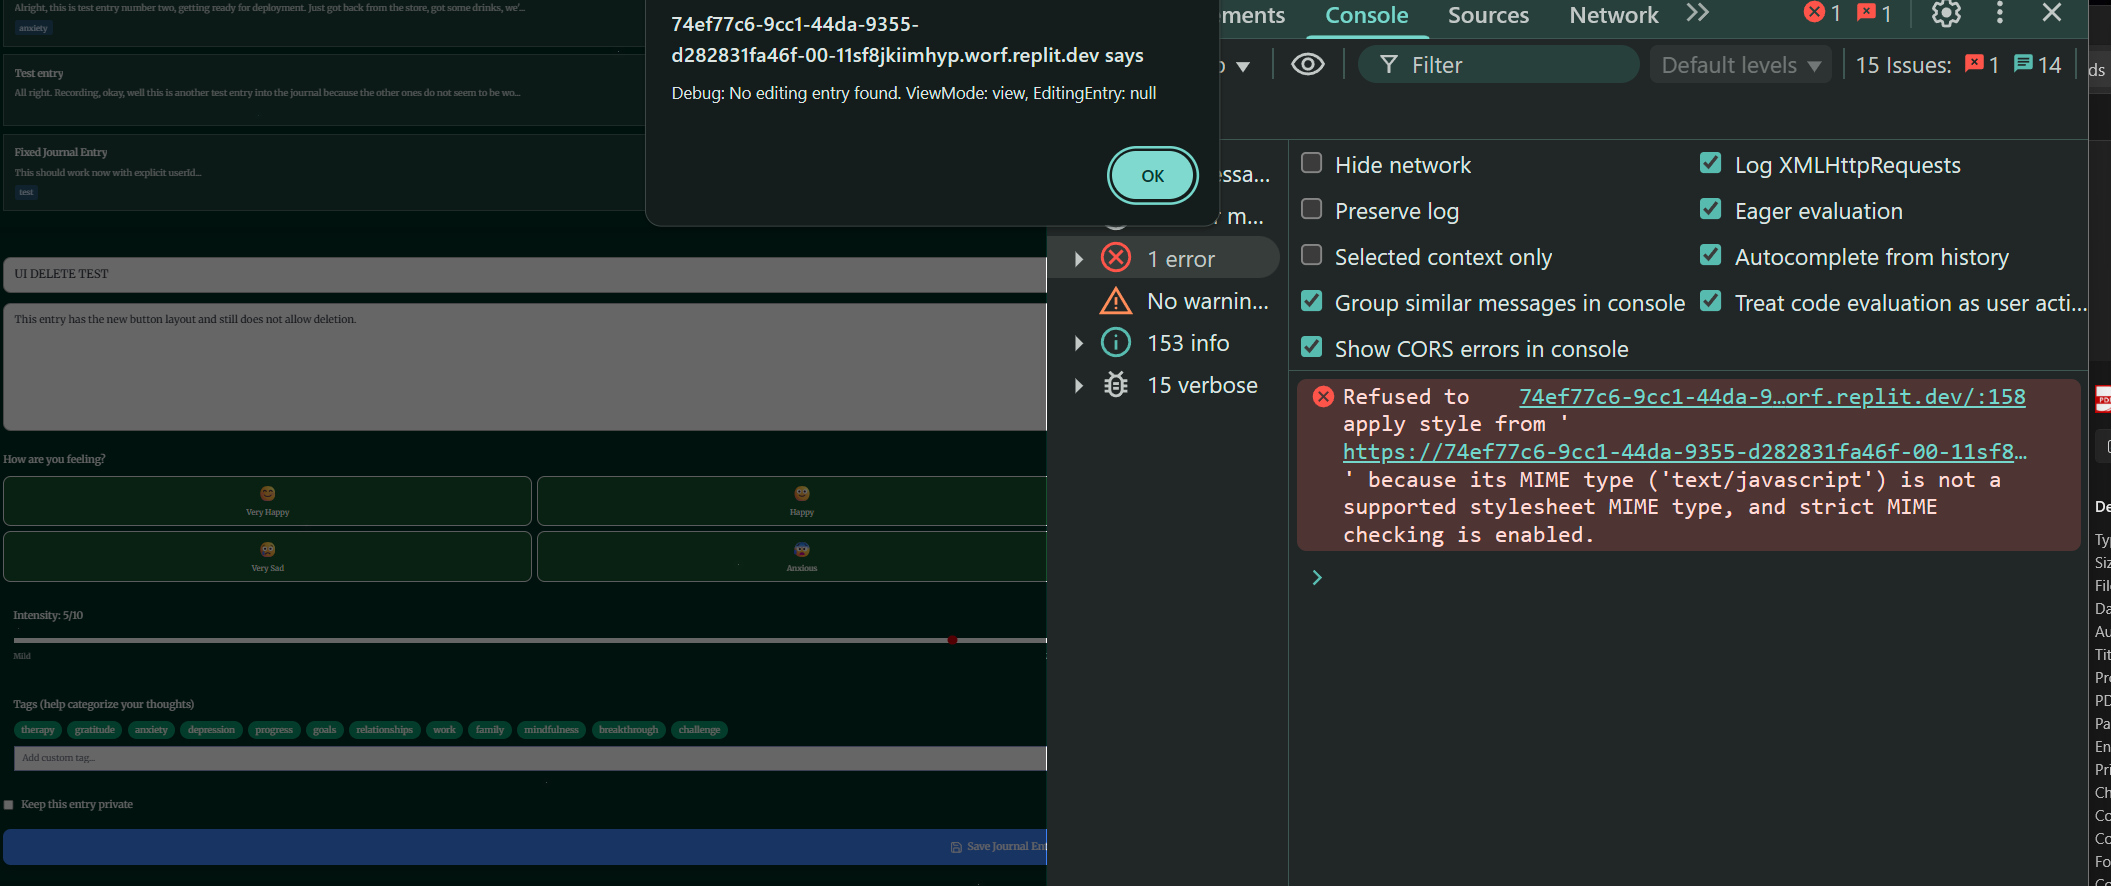 Alright, this is test entry number two, getting ready for deployment. Just got back from the store, got some drinks, we'...
anxiety
Test entry
All right. Recording, okay, well this is another test entry into the journal because the other ones do not seem to be wo...
Fixed Journal Entry
This should work now with explicit userId...
test
UI DELETE TEST
This entry has the new button layout and still does not allow deletion.
How are you feeling?
Very Happy
Happy
Very Sad
Anxious
Intensity: 5/10
Mild
Tags (help categorize your thoughts)
therapy gratitude anxiety depression progress goals relationships work family mindfulness breakthrough challenge
Add custom tag...
Keep this entry private
Save Journal Ent
74ef77c6-9cc1-44da-9355-
d282831fa46f-00-11sf8jkiimhyp.worf.replit.dev says
Debug: No editing entry found. ViewMode: view, EditingEntry: null
OK
ements Console Sources Network 1 1
Filter Default levels 15 Issues: 1 14
essa...
m...
1 error
No warnin...
153 info
15 verbose
Hide network Log XMLHttpRequests
Preserve log Eager evaluation
Selected context only Autocomplete from history
Group similar messages in console Treat code evaluation as user acti...
Show CORS errors in console
Refused to 74ef77c6-9cc1-44da-9…orf.replit.dev/:158
apply style from '
https://74ef77c6-9cc1-44da-9355-d282831fa46f-00-11sf8…
' because its MIME type ('text/javascript') is not a
supported stylesheet MIME type, and strict MIME
checking is enabled.
ds
PDF
De
Typ
Siz
File
Da
Au
Tit
Pro
PD
Pa
En
Pri
Ch
Co
Co
Fo
Co